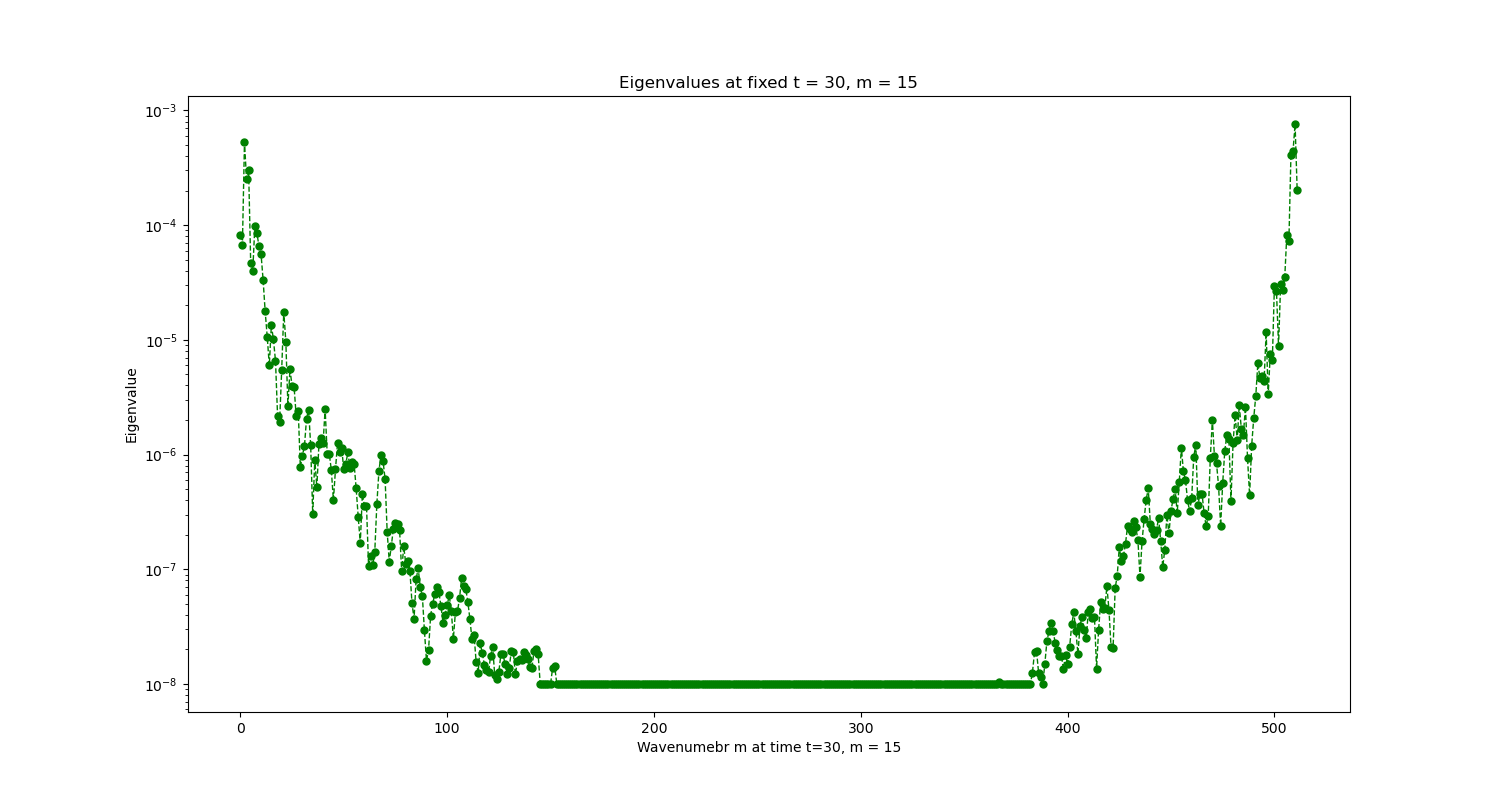 Eigenvalues at fixed t = 30, m = 15
10⁻³
10⁻⁴
10⁻⁵
10⁻⁶
10⁻⁷
10⁻⁸
Eigenvalue
0 100 200 300 400 500
Wavenumebr m at time t=30, m = 15